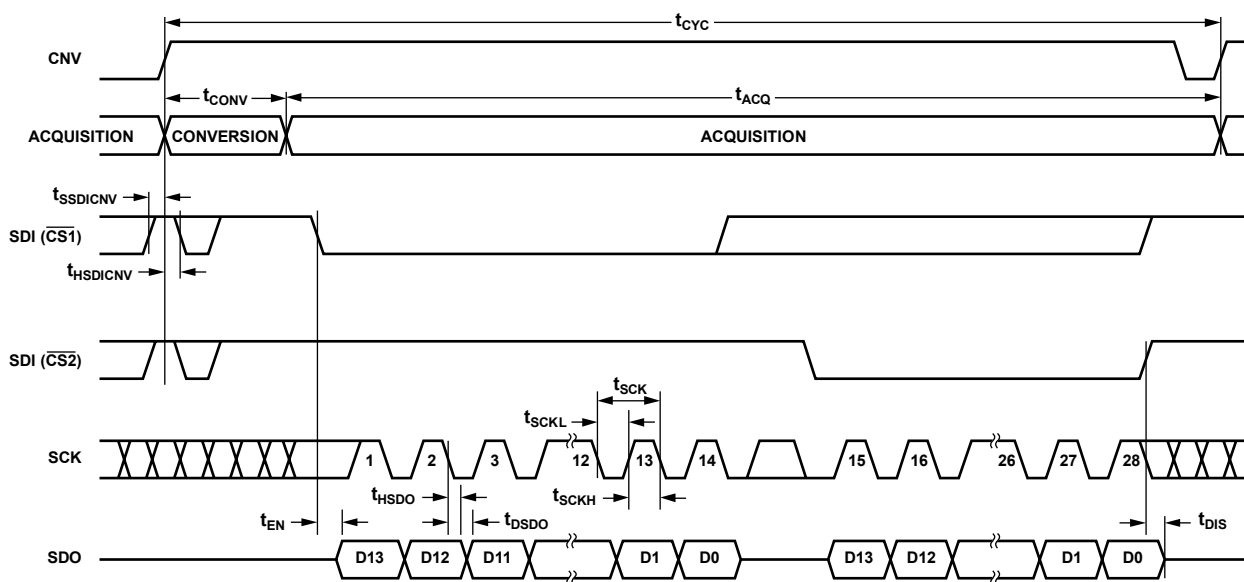 tCYC
CNV
tCONV
tACQ
ACQUISITION
CONVERSION
ACQUISITION
tSSDICNV
SDI (CS1)
tHSDICNV
SDI (CS2)
tSCK
tSCKL
SCK
1 2 3 12 13 14 15 16 26 27 28
tHSDO
tSCKH
tEN
tDSDO
tDIS
SDO
D13 D12 D11 D1 D0 D13 D12 D1 D0